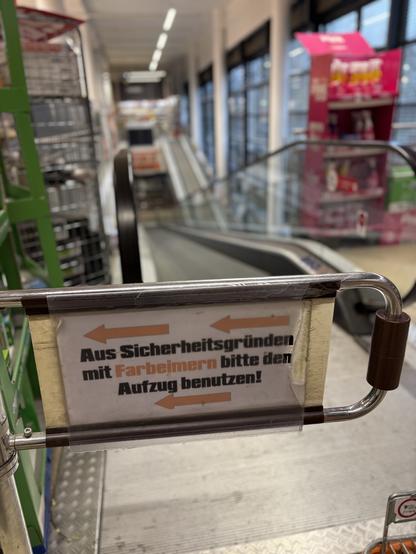 Aus Sicherheitsgründen
mit Farbeimern bitte den
Aufzug benutzen!